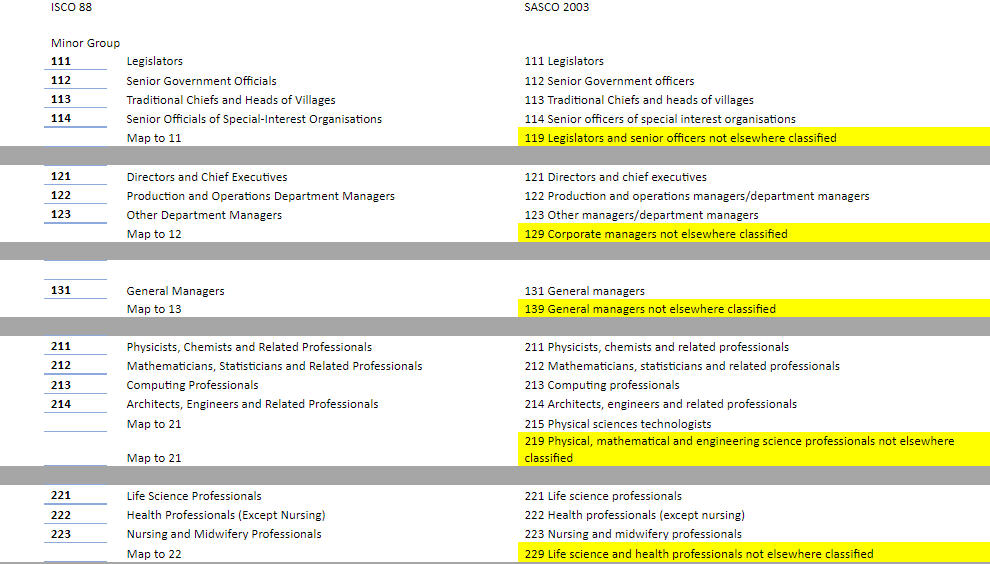 ISCO 88 SASCO 2003
Minor Group
111 Legislators 111 Legislators
112 Senior Government Officials 112 Senior Government officers
113 Traditional Chiefs and Heads of Villages 113 Traditional Chiefs and heads of villages
114 Senior Officials of Special-Interest Organisations 114 Senior officers of special interest organisations
Map to 11 119 Legislators and senior officers not elsewhere classified
121 Directors and Chief Executives 121 Directors and chief executives
122 Production and Operations Department Managers 122 Production and operations managers/department managers
123 Other Department Managers 123 Other managers/department managers
Map to 12 129 Corporate managers not elsewhere classified
131 General Managers 131 General managers
Map to 13 139 General managers not elsewhere classified
211 Physicists, Chemists and Related Professionals 211 Physicists, chemists and related professionals
212 Mathematicians, Statisticians and Related Professionals 212 Mathematicians, statisticians and related professionals
213 Computing Professionals 213 Computing professionals
214 Architects, Engineers and Related Professionals 214 Architects, engineers and related professionals
Map to 21 215 Physical sciences technologists
219 Physical, mathematical and engineering science professionals not elsewhere
Map to 21 classified
221 Life Science Professionals 221 Life science professionals
222 Health Professionals (Except Nursing) 222 Health professionals (except nursing)
223 Nursing and Midwifery Professionals 223 Nursing and midwifery professionals
Map to 22 229 Life science and health professionals not elsewhere classified